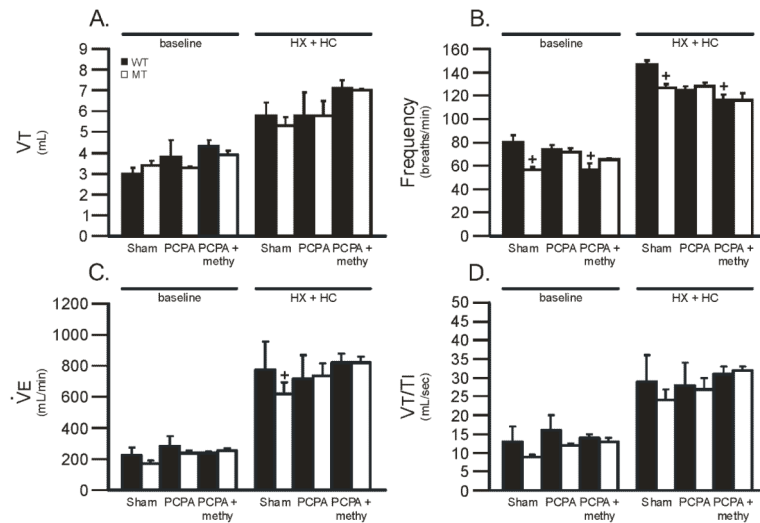 A.
baseline
HX + HC
9
8
7
6
5
4
3
2
1
0
WT
MT
VT
(mL)
Sham PCPA PCPA + methy
Sham PCPA PCPA + methy
B.
baseline
HX + HC
160
140
120
100
80
60
40
20
0
Frequency
(breaths/min)
+
+
+
+
Sham PCPA PCPA + methy
Sham PCPA PCPA + methy
C.
baseline
HX + HC
1200
1000
800
600
400
200
0
V̇E
(mL/min)
+
Sham PCPA PCPA + methy
Sham PCPA PCPA + methy
D.
baseline
HX + HC
50
45
40
35
30
25
20
15
10
5
0
VT/TI
(mL/sec)
Sham PCPA PCPA + methy
Sham PCPA PCPA + methy